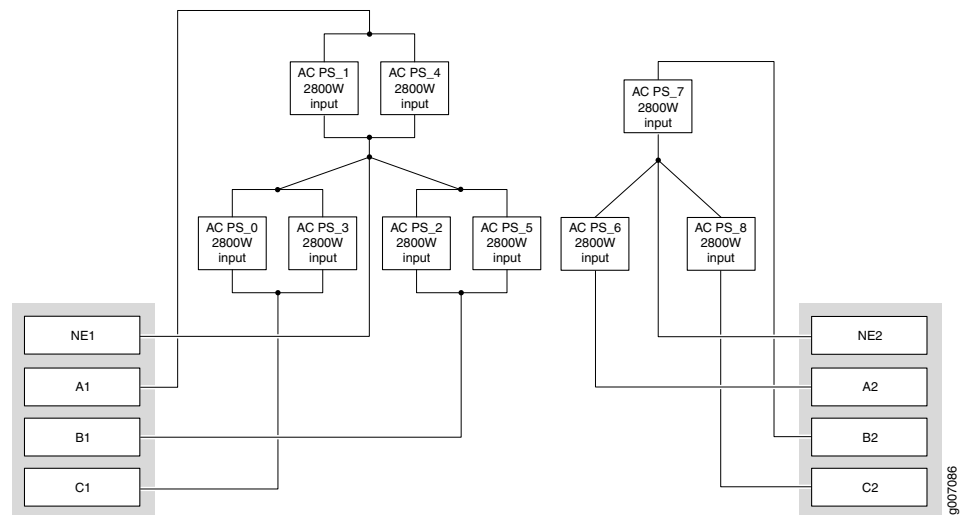 AC PS_1
2800W
input
AC PS_4
2800W
input
AC PS_7
2800W
input
AC PS_0
2800W
input
AC PS_3
2800W
input
AC PS_2
2800W
input
AC PS_5
2800W
input
AC PS_6
2800W
input
AC PS_8
2800W
input
NE1
A1
B1
C1
NE2
A2
B2
C2
g007086